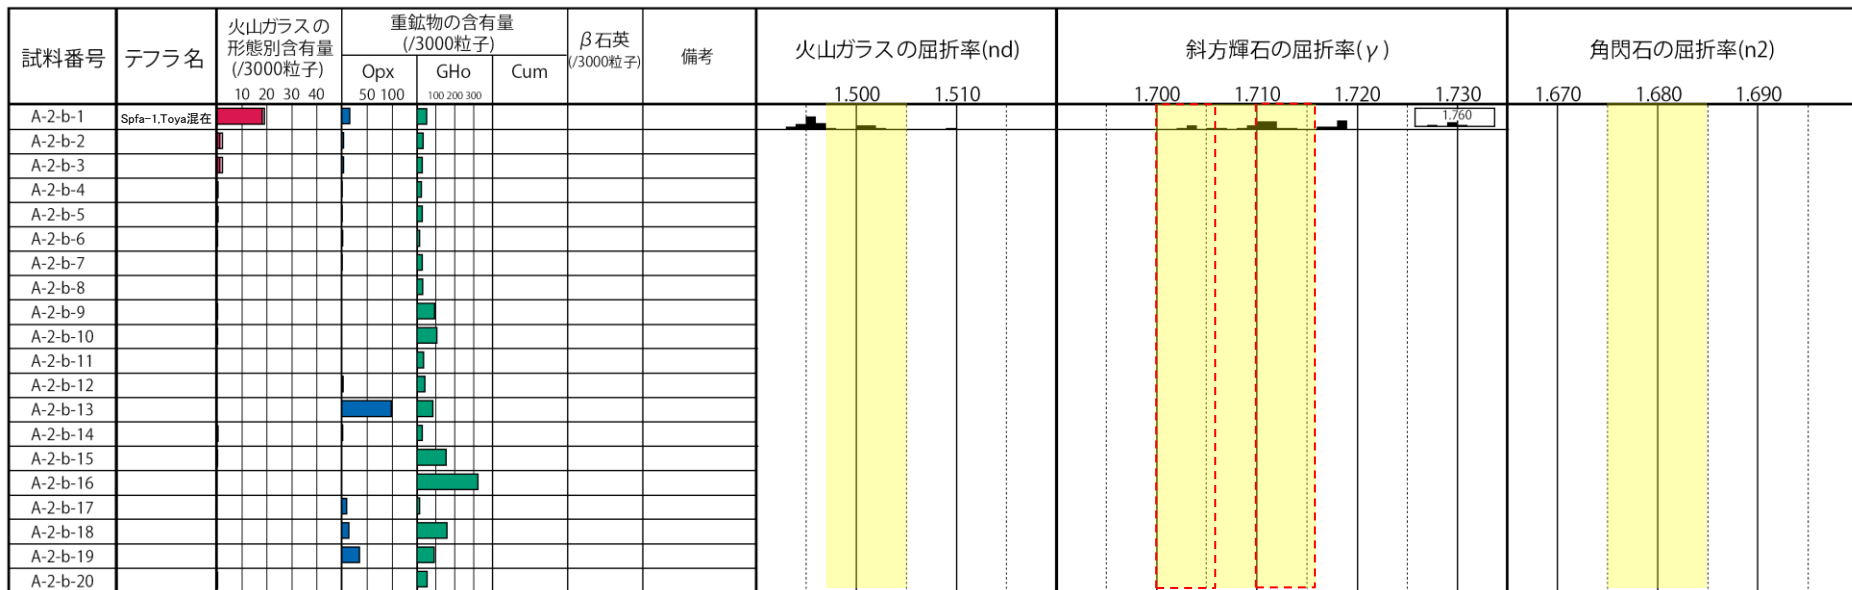 試料番号
テフラ名
火山ガラスの
形態別含有量
(/3000粒子)
10 20 30 40
重鉱物の含有量
(/3000粒子)
Opx
50 100
GHo
100 200 300
Cum
β石英
(/3000粒子)
備考
火山ガラスの屈折率(nd)
1.500 1.510
斜方輝石の屈折率(γ)
1.700 1.710 1.720 1.730
角閃石の屈折率(n2)
1.670 1.680 1.690
A-2-b-1 Spfa-1,Toya混在
1.760
A-2-b-2
A-2-b-3
A-2-b-4
A-2-b-5
A-2-b-6
A-2-b-7
A-2-b-8
A-2-b-9
A-2-b-10
A-2-b-11
A-2-b-12
A-2-b-13
A-2-b-14
A-2-b-15
A-2-b-16
A-2-b-17
A-2-b-18
A-2-b-19
A-2-b-20